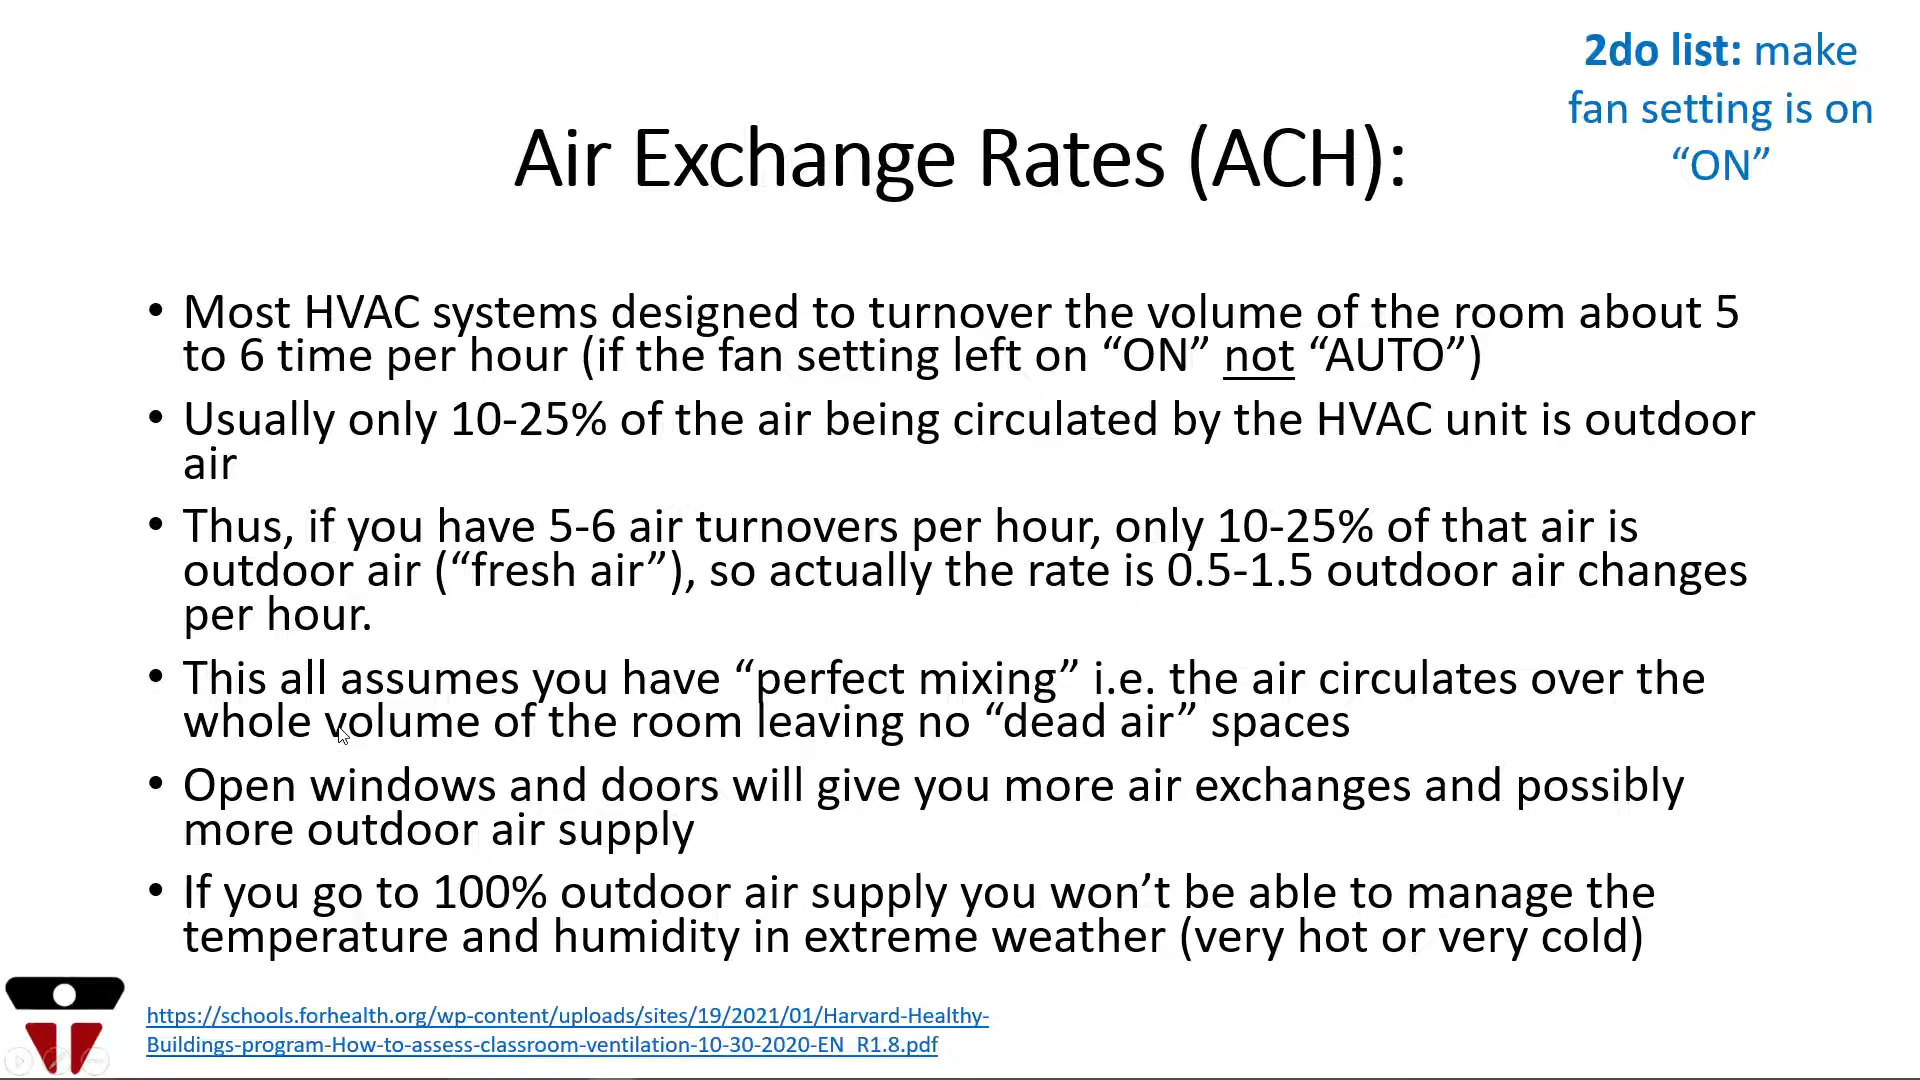 2do list: make
fan setting is on
“ON”
Air Exchange Rates (ACH):
• Most HVAC systems designed to turnover the volume of the room about 5
to 6 time per hour (if the fan setting left on “ON” not “AUTO”)
• Usually only 10-25% of the air being circulated by the HVAC unit is outdoor
air
• Thus, if you have 5-6 air turnovers per hour, only 10-25% of that air is
outdoor air (“fresh air”), so actually the rate is 0.5-1.5 outdoor air changes
per hour.
• This all assumes you have “perfect mixing” i.e. the air circulates over the
whole volume of the room leaving no “dead air” spaces
• Open windows and doors will give you more air exchanges and possibly
more outdoor air supply
• If you go to 100% outdoor air supply you won’t be able to manage the
temperature and humidity in extreme weather (very hot or very cold)
https://schools.forhealth.org/wp-content/uploads/sites/19/2021/01/Harvard-Healthy-
Buildings-program-How-to-assess-classroom-ventilation-10-30-2020-EN_R1.8.pdf